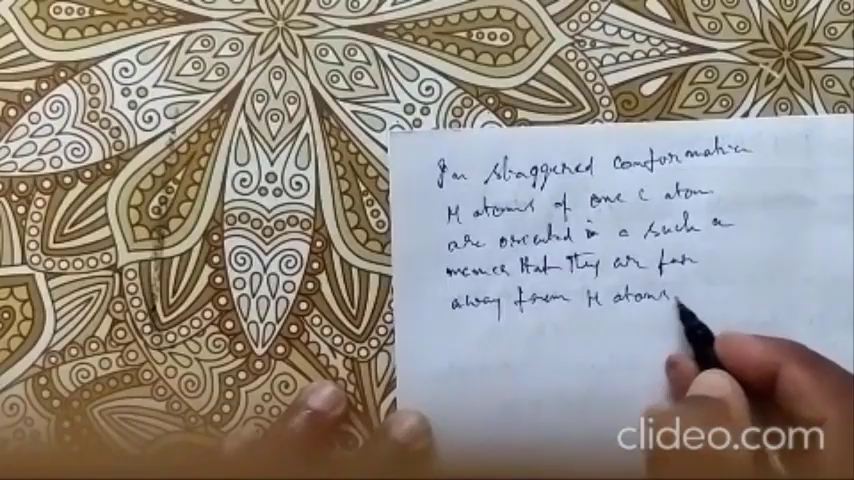 In staggered conformation
H atoms of one C atom
are oriented in a such a
menner that they are far
away from H atoms
clideo.com